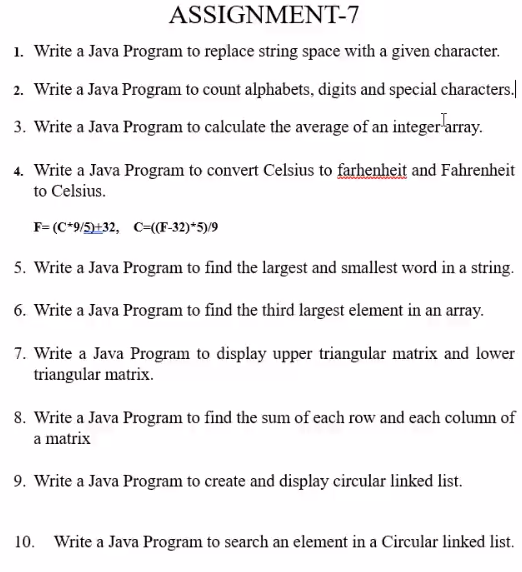 ASSIGNMENT-7
1. Write a Java Program to replace string space with a given character.
2. Write a Java Program to count alphabets, digits and special characters.
3. Write a Java Program to calculate the average of an integer array.
4. Write a Java Program to convert Celsius to farhenheit and Fahrenheit
to Celsius.
F= (C*9/5)+32, C=((F-32)*5)/9
5. Write a Java Program to find the largest and smallest word in a string.
6. Write a Java Program to find the third largest element in an array.
7. Write a Java Program to display upper triangular matrix and lower
triangular matrix.
8. Write a Java Program to find the sum of each row and each column of
a matrix
9. Write a Java Program to create and display circular linked list.
10. Write a Java Program to search an element in a Circular linked list.